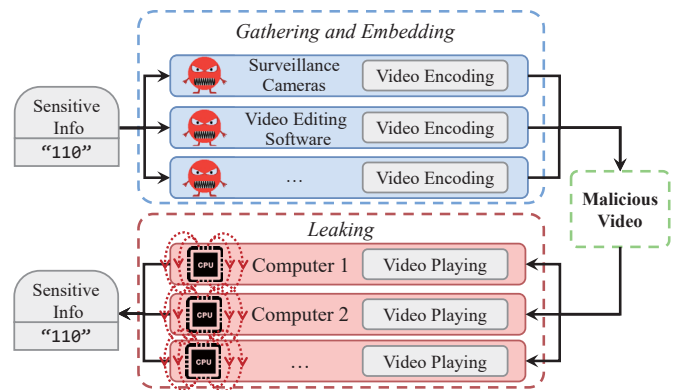 Gathering and Embedding
Sensitive
Info
“110”
Surveillance
Cameras
Video Encoding
Video Editing
Software
Video Encoding
...
Video Encoding
Malicious
Video
Leaking
CPU
Computer 1
Video Playing
CPU
Computer 2
Video Playing
CPU
...
Video Playing
Sensitive
Info
“110”